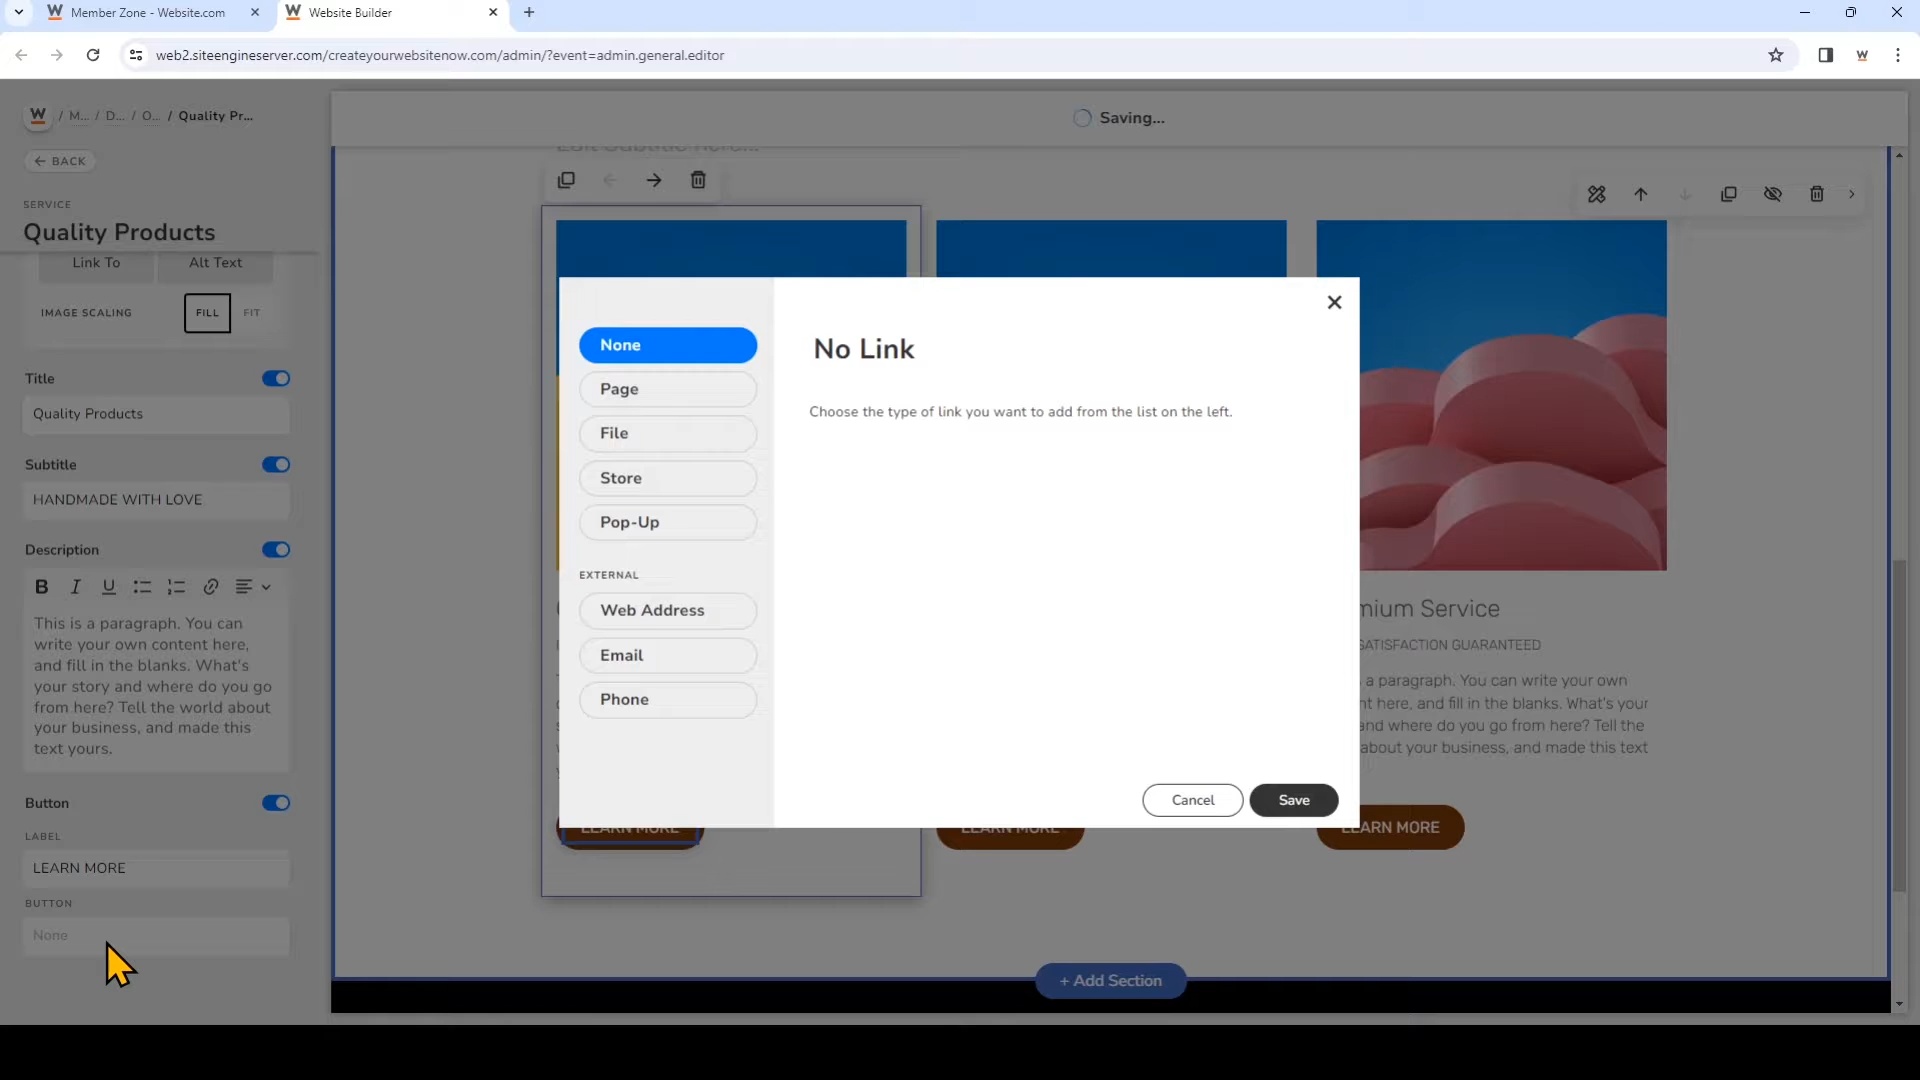 Member Zone - Website.com
Website Builder
web2.siteengineserver.com/createyourwebsitenow.com/admin/?event=admin.general.editor
W / M... / D... / O... / Quality Pr...
← BACK
SERVICE
Quality Products
Link To
Alt Text
IMAGE SCALING
FILL
FIT
Title
Quality Products
Subtitle
HANDMADE WITH LOVE
Description
B I U
This is a paragraph. You can
write your own content here,
and fill in the blanks. What's
your story and where do you go
from here? Tell the world about
your business, and made this
text yours.
Button
LABEL
LEARN MORE
BUTTON
None
Saving...
Edit Subtitle here...
None
Page
File
Store
Pop-Up
EXTERNAL
Web Address
Email
Phone
No Link
Choose the type of link you want to add from the list on the left.
Cancel
Save
mium Service
SATISFACTION GUARANTEED
a paragraph. You can write your own
nt here, and fill in the blanks. What's your
and where do you go from here? Tell the
about your business, and made this text
LEARN MORE
LEARN MORE
LEARN MORE
+ Add Section